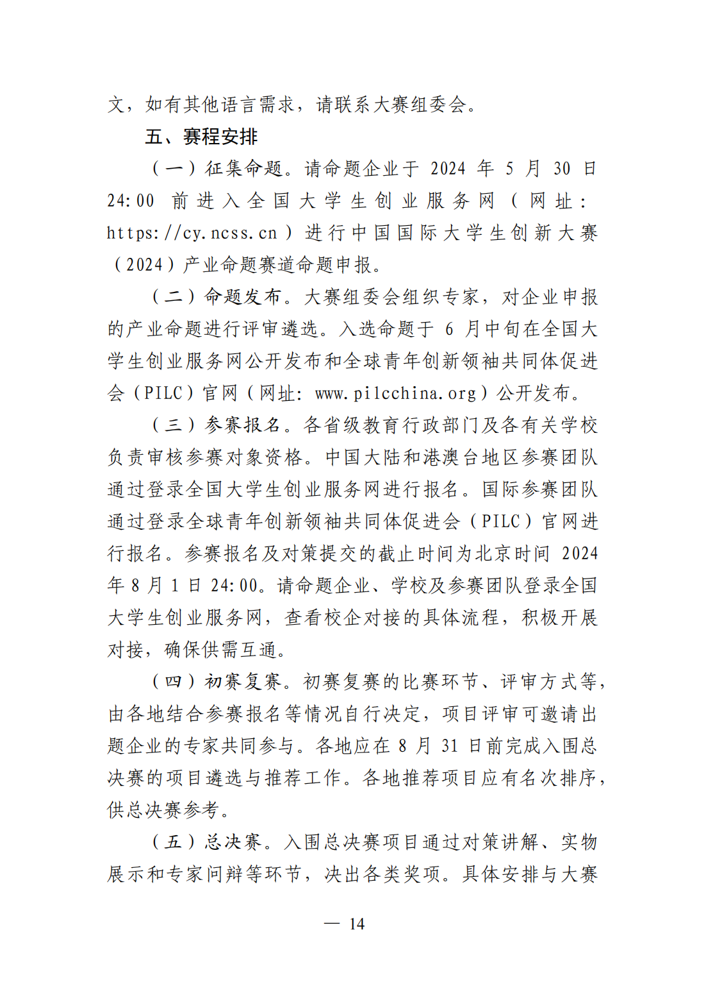 文，如有其他语言需求，请联系大赛组委会。
五、赛程安排
（一）征集命题。请命题企业于 2024 年 5 月 30 日
24:00 前进入全国大学生创业服务网（网址：
https://cy.ncss.cn）进行中国国际大学生创新大赛
（2024）产业命题赛道命题申报。
（二）命题发布。大赛组委会组织专家，对企业申报
的产业命题进行评审遴选。入选命题于 6 月中旬在全国大
学生创业服务网公开发布和全球青年创新领袖共同体促进
会（PILC）官网（网址：www.pilcchina.org）公开发布。
（三）参赛报名。各省级教育行政部门及各有关学校
负责审核参赛对象资格。中国大陆和港澳台地区参赛团队
通过登录全国大学生创业服务网进行报名。国际参赛团队
通过登录全球青年创新领袖共同体促进会（PILC）官网进
行报名。参赛报名及对策提交的截止时间为北京时间 2024
年 8 月 1 日 24:00。请命题企业、学校及参赛团队登录全国
大学生创业服务网，查看校企对接的具体流程，积极开展
对接，确保供需互通。
（四）初赛复赛。初赛复赛的比赛环节、评审方式等，
由各地结合参赛报名等情况自行决定，项目评审可邀请出
题企业的专家共同参与。各地应在 8 月 31 日前完成入围总
决赛的项目遴选与推荐工作。各地推荐项目应有名次排序，
供总决赛参考。
（五）总决赛。入围总决赛项目通过对策讲解、实物
展示和专家问辩等环节，决出各类奖项。具体安排与大赛
— 14